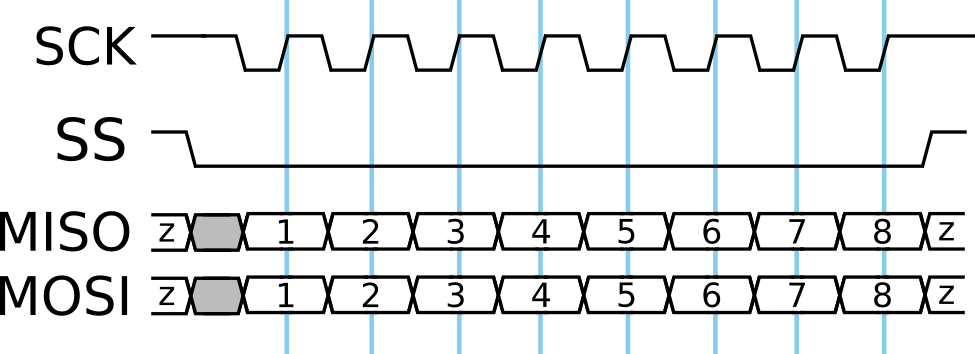 SCK
SS
MISO z 1 2 3 4 5 6 7 8 z
MOSI z 1 2 3 4 5 6 7 8 z